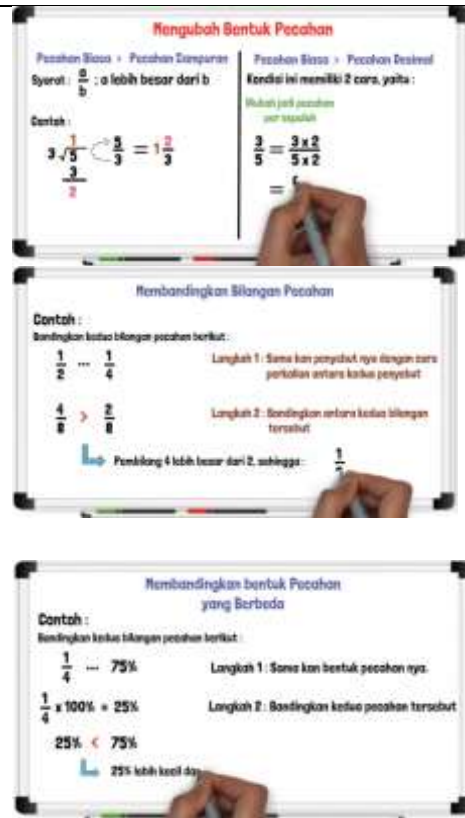 Mengubah Bentuk Pecahan
Pecahan Biasa > Pecahan Campuran
Syarat : a/b : a lebih besar dari b
Contoh :
3 √5 5/3 = 1 2/3
1
3
2
Pecahan Biasa > Pecahan Desimal
Kondisi ini memiliki 2 cara, yaitu :
Mubah jadi pecahan
per sepuluh
3/5 = 3 x 2/5 x 2
=
Membandingkan Bilangan Pecahan
Contoh :
Bandingkan kedua bilangan pecahan berikut :
1/2 ... 1/4
Langkah 1 : Sama kan penyebut nya dengan cara
perkalian antara kedua penyebut
4/8 > 2/8
Langkah 2 : Bandingkan antara kedua bilangan
tersebut
Pembilang 4 lebih besar dari 2, sehingga :
1
Membandingkan bentuk Pecahan
yang Berbeda
Contoh :
Bandingkan kedua bilangan pecahan berikut :
1/4 ... 75%
Langkah 1 : Sama kan bentuk pecahan nya.
1/4 x 100% = 25%
Langkah 2 : Bandingkan kedua pecahan tersebut
25% < 75%
25% lebih kecil da